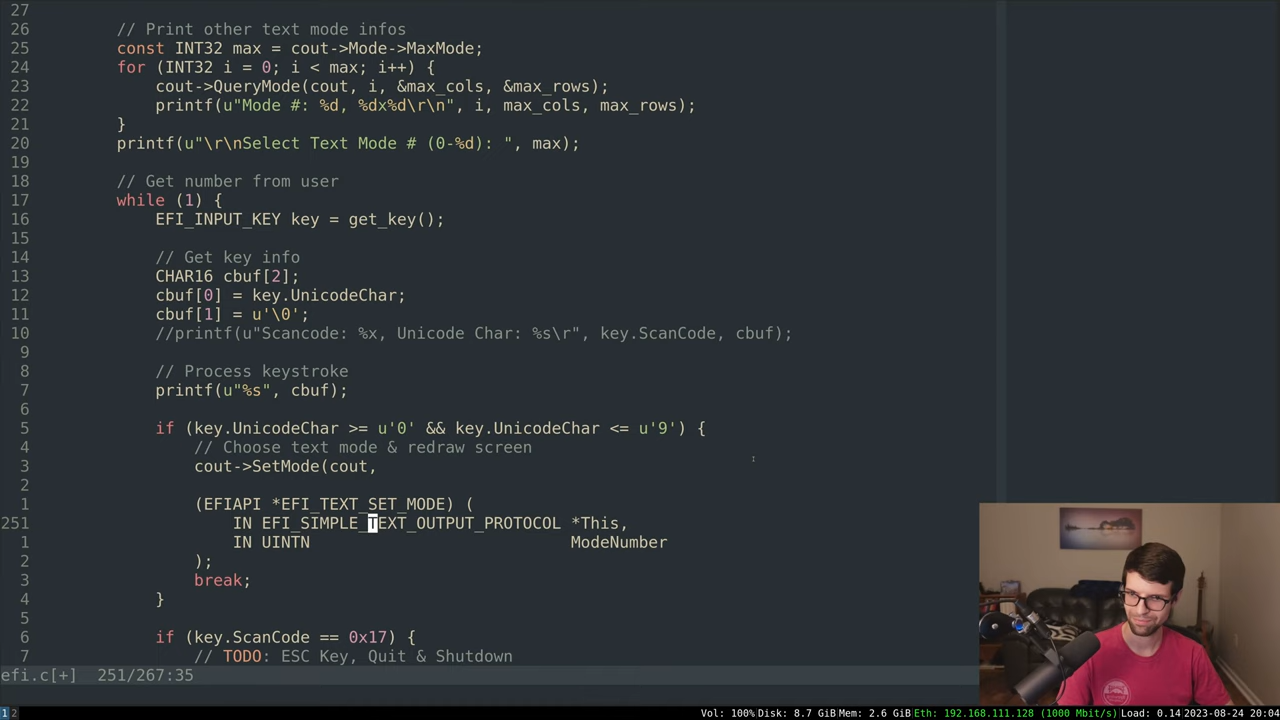 27
26 // Print other text mode infos
25 const INT32 max = cout->Mode->MaxMode;
24 for (INT32 i = 0; i < max; i++) {
23 cout->QueryMode(cout, i, &max_cols, &max_rows);
22 printf(u"Mode #: %d, %dx%d\r\n", i, max_cols, max_rows);
21 }
20 printf(u"\r\nSelect Text Mode # (0-%d): ", max);
19
18 // Get number from user
17 while (1) {
16 EFI_INPUT_KEY key = get_key();
15
14 // Get key info
13 CHAR16 cbuf[2];
12 cbuf[0] = key.UnicodeChar;
11 cbuf[1] = u'\0';
10 //printf(u"Scancode: %x, Unicode Char: %s\r", key.ScanCode, cbuf);
9
8 // Process keystroke
7 printf(u"%s", cbuf);
6
5 if (key.UnicodeChar >= u'0' && key.UnicodeChar <= u'9') {
4 // Choose text mode & redraw screen
3 cout->SetMode(cout,
2
1 (EFIAPI *EFI_TEXT_SET_MODE) (
251 IN EFI_SIMPLE_TEXT_OUTPUT_PROTOCOL *This,
1 IN UINTN ModeNumber
2 );
3 break;
4 }
5
6 if (key.ScanCode == 0x17) {
7 // TODO: ESC Key, Quit & Shutdown
efi.c[+] 251/267:35
1 2 Vol: 100% Disk: 8.7 GiB Mem: 2.6 GiB Eth: 192.168.111.128 (1000 Mbit/s) Load: 0.14 2023-08-24 20:04